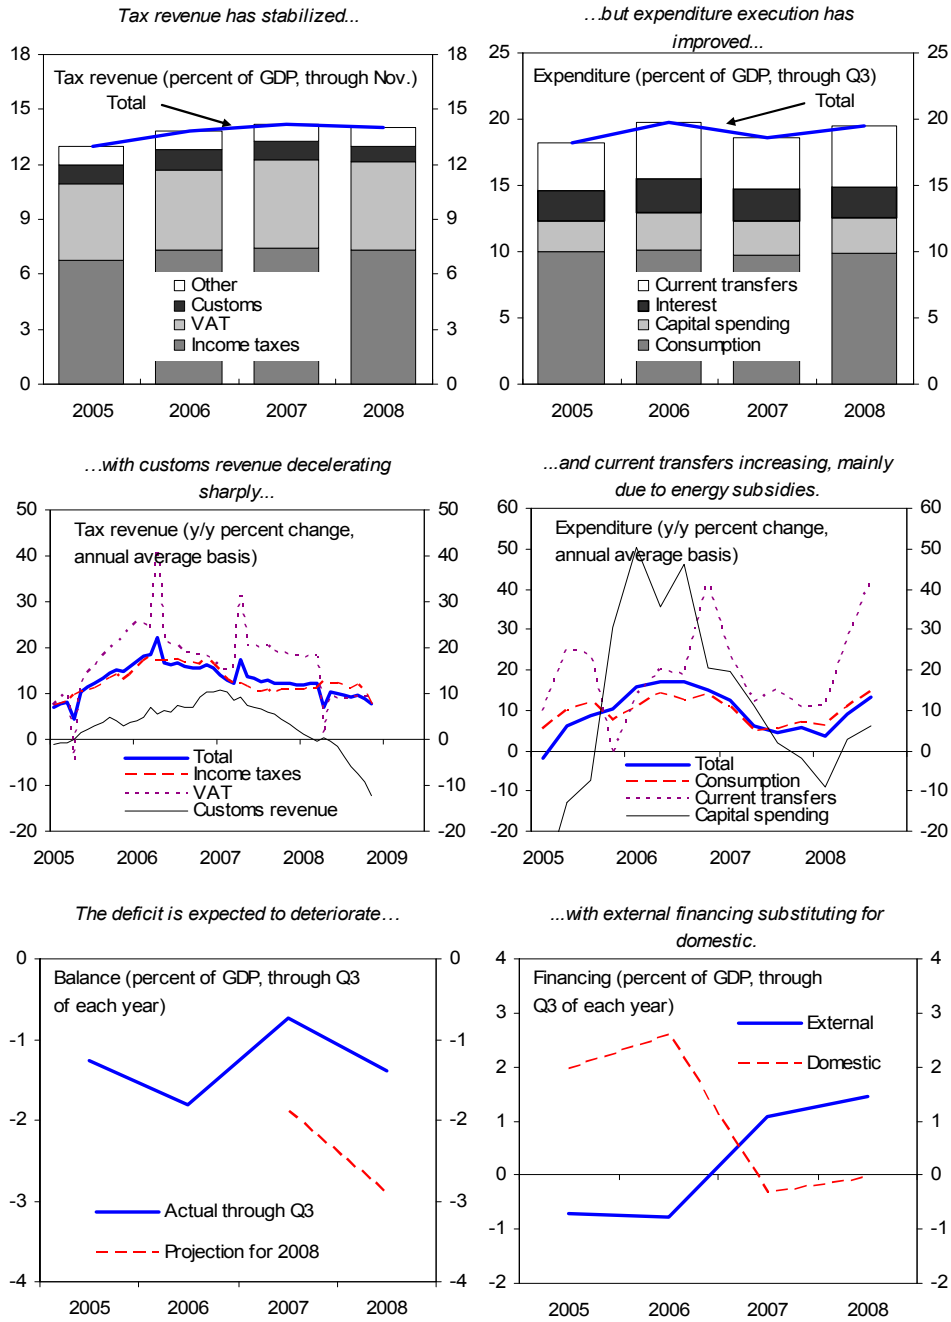 Tax revenue has stabilized...
18
15
12
9
6
3
0
Tax revenue (percent of GDP, through Nov.)
Total
Other
Customs
VAT
Income taxes
18
15
12
9
6
3
0
2005 2006 2007 2008
…but expenditure execution has
improved...
25
20
15
10
5
0
Expenditure (percent of GDP, through Q3)
Total
Current transfers
Interest
Capital spending
Consumption
25
20
15
10
5
0
2005 2006 2007 2008
…with customs revenue decelerating
sharply...
50
40
30
20
10
0
-10
-20
Tax revenue (y/y percent change,
annual average basis)
Total
Income taxes
VAT
Customs revenue
50
40
30
20
10
0
-10
-20
2005 2006 2007 2008 2009
...and current transfers increasing, mainly
due to energy subsidies.
60
50
40
30
20
10
0
-10
-20
Expenditure (y/y percent change,
annual average basis)
Total
Consumption
Current transfers
Capital spending
60
50
40
30
20
10
0
-10
-20
2005 2006 2007 2008
The deficit is expected to deteriorate…
0
-1
-2
-3
-4
Balance (percent of GDP, through Q3
of each year)
Actual through Q3
Projection for 2008
0
-1
-2
-3
-4
2005 2006 2007 2008
...with external financing substituting for
domestic.
4
3
2
1
0
-1
-2
Financing (percent of GDP, through
Q3 of each year)
External
Domestic
4
3
2
1
0
-1
-2
2005 2006 2007 2008